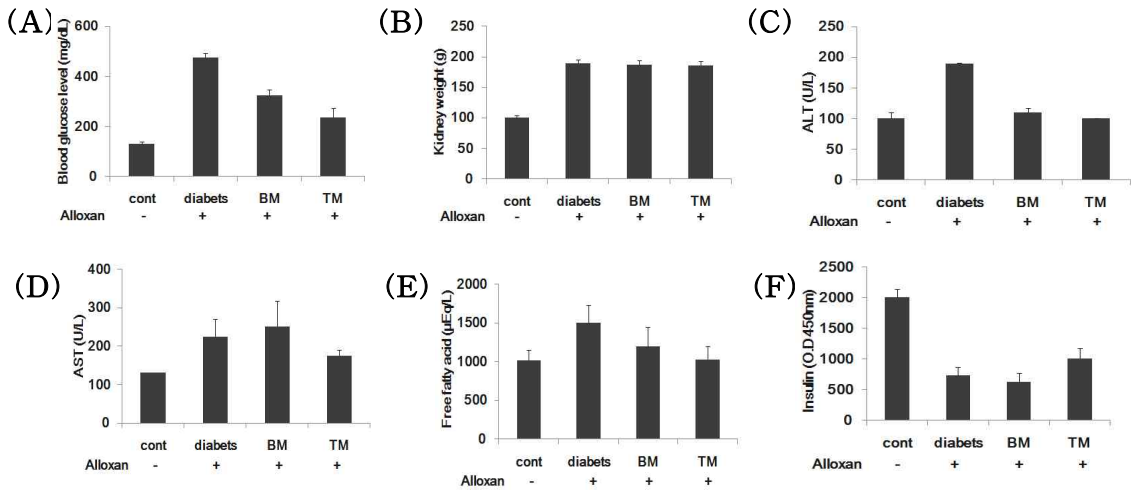 (A)
Blood glucose level (mg/dL)
600
400
200
0
cont diabets BM TM
Alloxan - + + +
(B)
Kidney weight (g)
250
200
150
100
50
0
cont diabets BM TM
Alloxan - + + +
(C)
ALT (U/L)
250
200
150
100
50
0
cont diabets BM TM
Alloxan - + + +
(D)
AST (U/L)
400
300
200
100
0
cont diabets BM TM
Alloxan - + + +
(E)
Free fatty acid (µEq/L)
2000
1500
1000
500
0
cont diabets BM TM
Alloxan - + + +
(F)
Insulin (O.D 450nm)
2500
2000
1500
1000
500
0
cont diabets BM TM
Alloxan - + + +